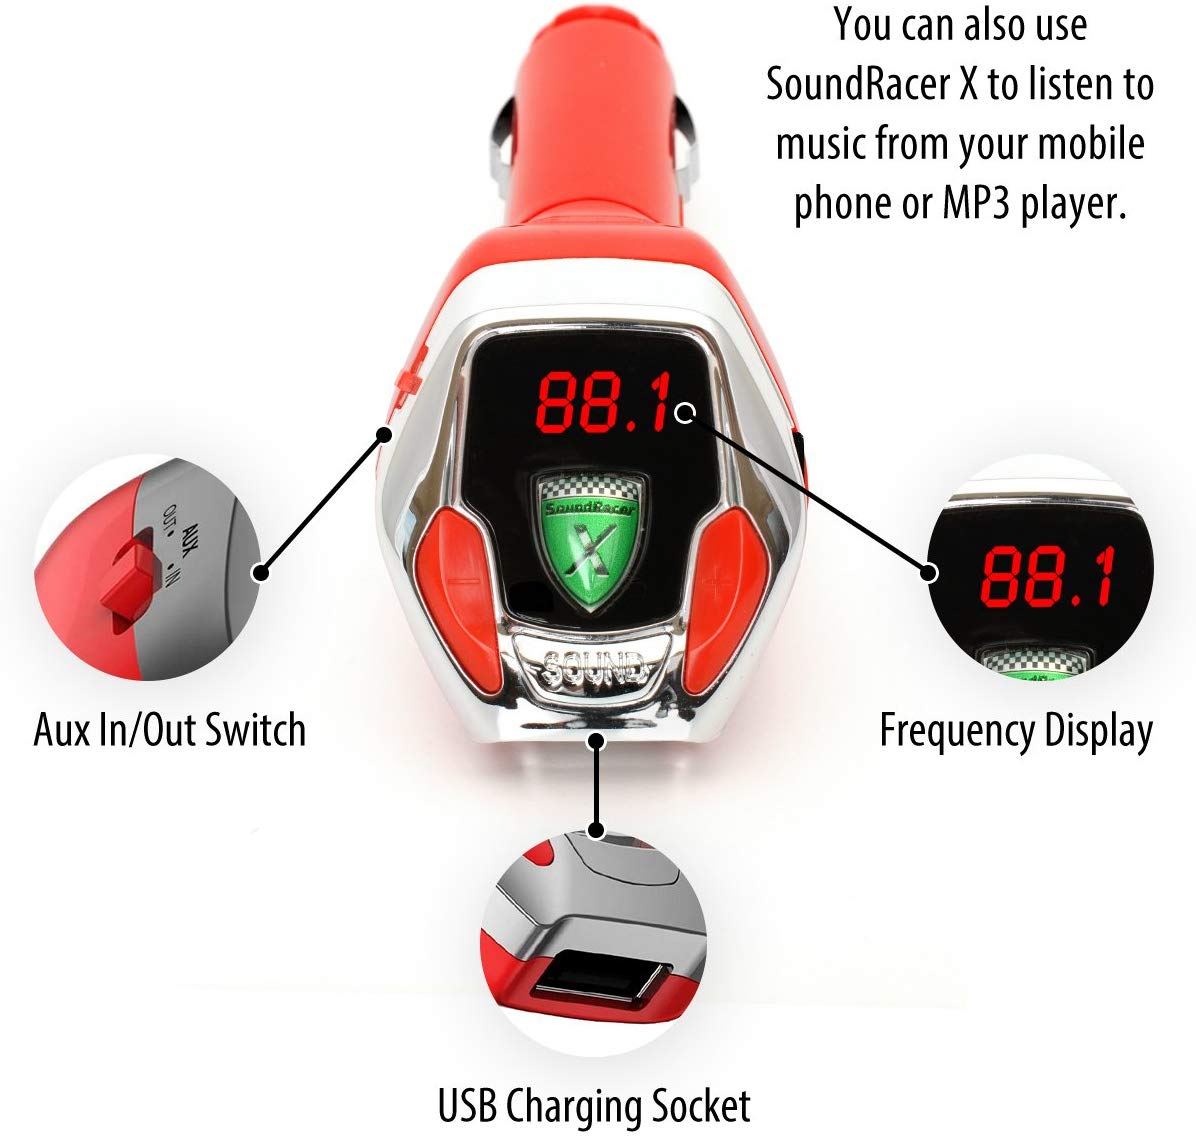 You can also use
SoundRacer X to listen to
music from your mobile
phone or MP3 player.
88.1
SoundRacer
X
- +
SOUND
OUT • AUX • IN
Aux In/Out Switch
88.1
SoundRacer
Frequency Display
USB Charging Socket